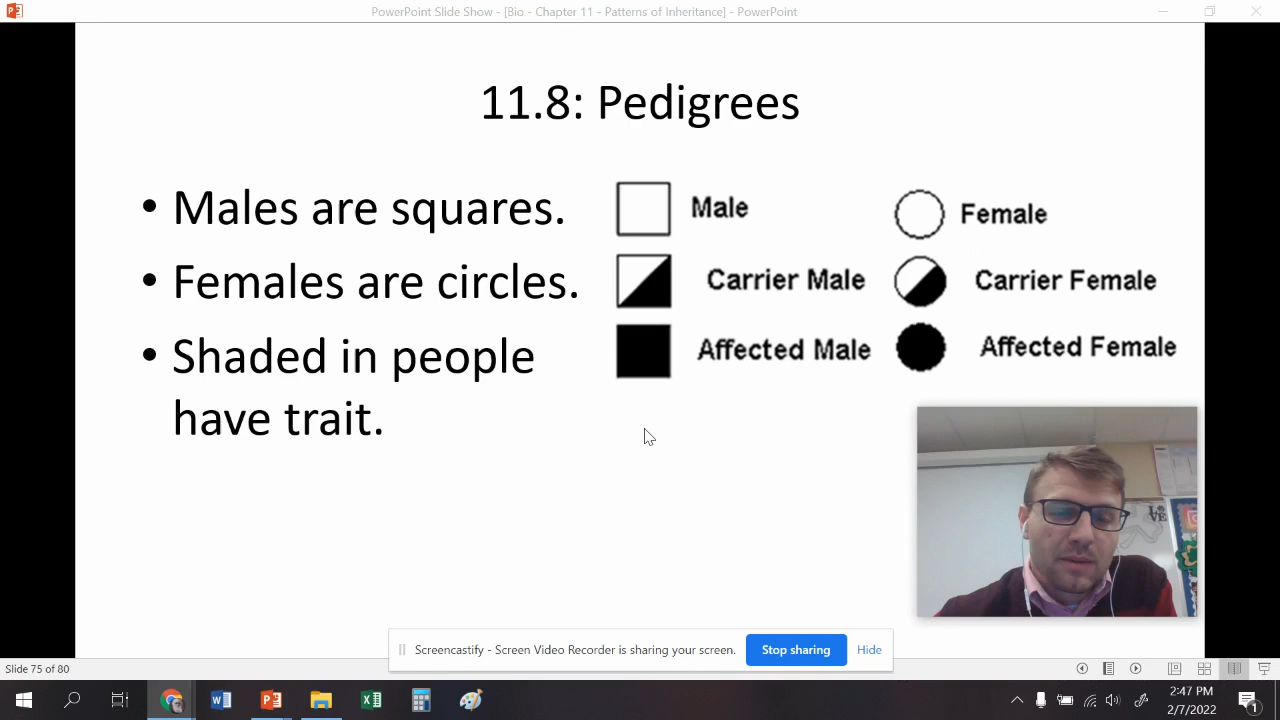 PowerPoint Slide Show - [Bio - Chapter 11 - Patterns of Inheritance] - PowerPoint
11.8: Pedigrees
• Males are squares.
• Females are circles.
• Shaded in people
have trait.
Male
Female
Carrier Male
Carrier Female
Affected Male
Affected Female
LOVE
Screencastify - Screen Video Recorder is sharing your screen.
Stop sharing
Hide
Slide 75 of 80
2:47 PM
2/7/2022
1